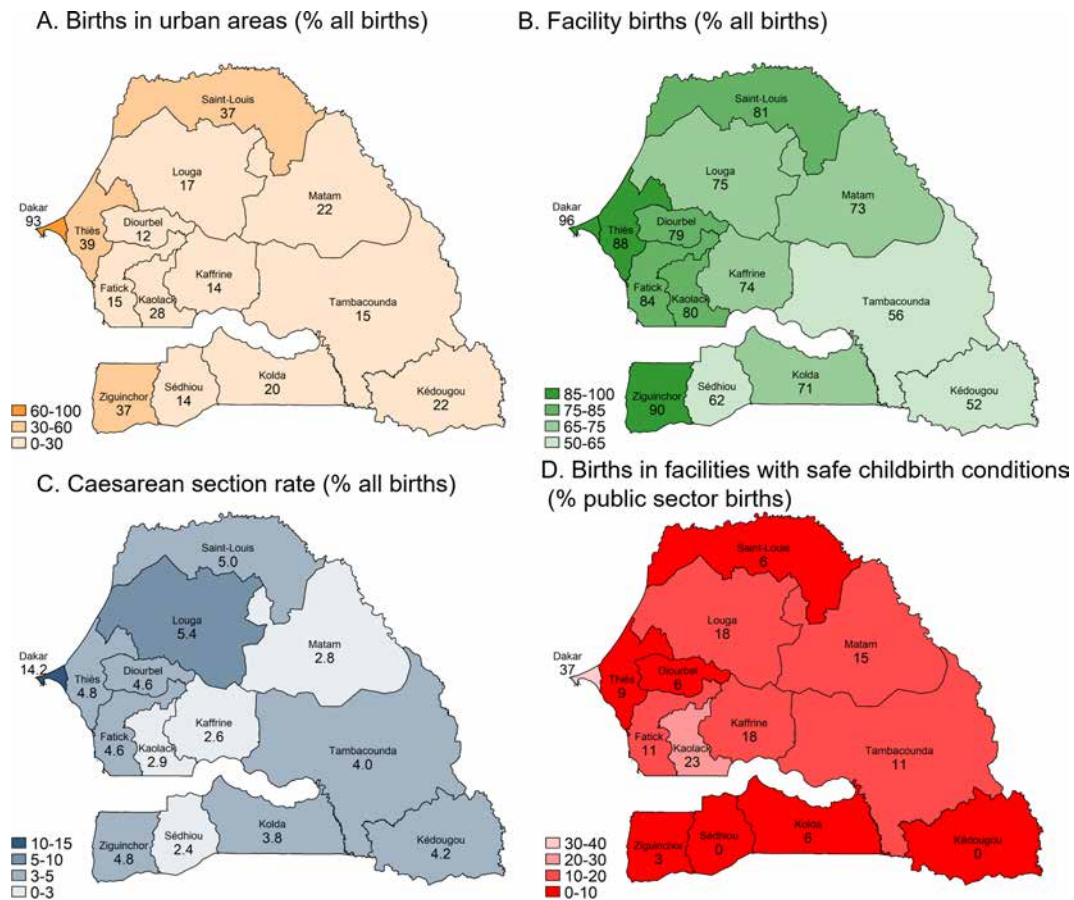 A. Births in urban areas (% all births)
Saint-Louis
37
Louga
17
Matam
22
Dakar
93
Thiès
39
Diourbel
12
Kaffrine
14
Fatick
15
Kaolack
28
Tambacounda
15
Ziguinchor
37
Sédhiou
14
Kolda
20
Kédougou
22
60-100
30-60
0-30
B. Facility births (% all births)
Saint-Louis
81
Louga
75
Matam
73
Dakar
96
Thiès
88
Diourbel
79
Kaffrine
74
Fatick
84
Kaolack
80
Tambacounda
56
Ziguinchor
90
Sédhiou
62
Kolda
71
Kédougou
52
85-100
75-85
65-75
50-65
C. Caesarean section rate (% all births)
Saint-Louis
5.0
Louga
5.4
Matam
2.8
Dakar
14.2
Thiès
4.8
Diourbel
4.6
Kaffrine
2.6
Fatick
4.6
Kaolack
2.9
Tambacounda
4.0
Ziguinchor
4.8
Sédhiou
2.4
Kolda
3.8
Kédougou
4.2
10-15
5-10
3-5
0-3
D. Births in facilities with safe childbirth conditions
(% public sector births)
Saint-Louis
6
Louga
18
Matam
15
Dakar
37
Thiès
9
Diourbel
6
Kaffrine
18
Fatick
11
Kaolack
23
Tambacounda
11
Ziguinchor
3
Sédhiou
0
Kolda
6
Kédougou
0
30-40
20-30
10-20
0-10